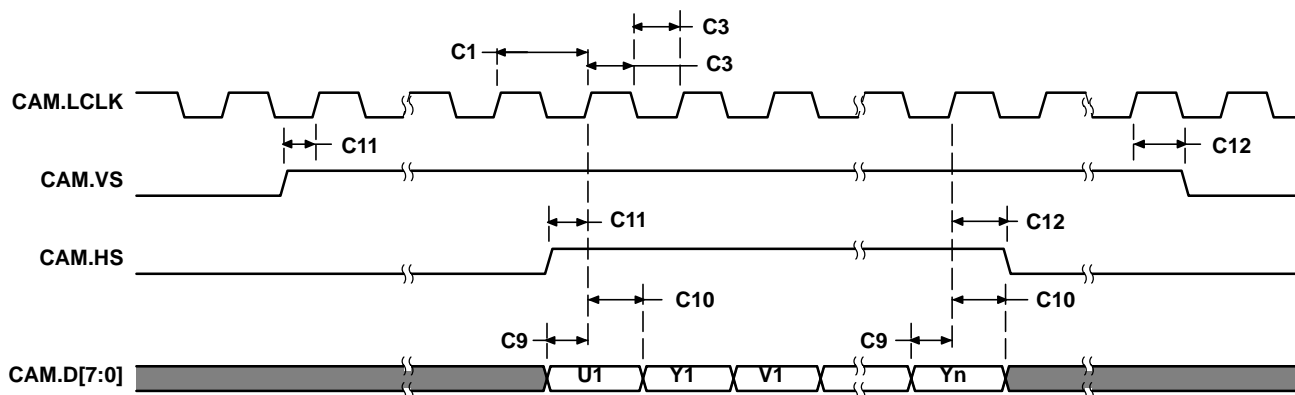 C3
C1
C3
CAM.LCLK
C11
C12
CAM.VS
C11
C12
CAM.HS
C10
C10
C9
C9
CAM.D[7:0]
U1
Y1
V1
Yn